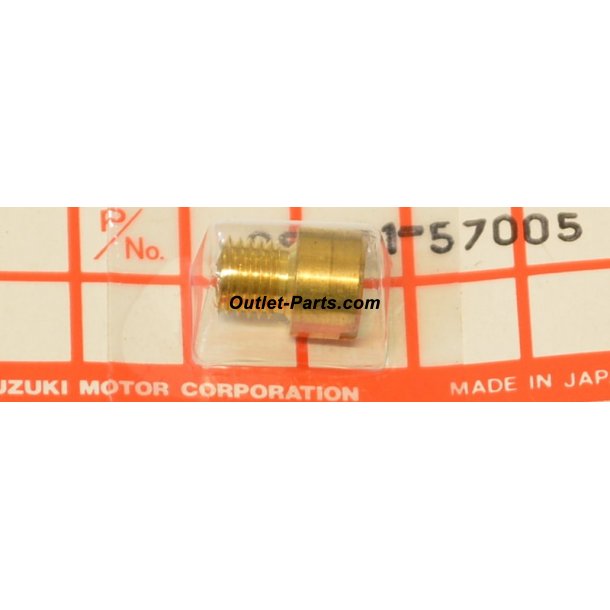 P/No.
1-57005
Outlet-Parts.com
UZUKI MOTOR CORPORATION
MADE IN JAP